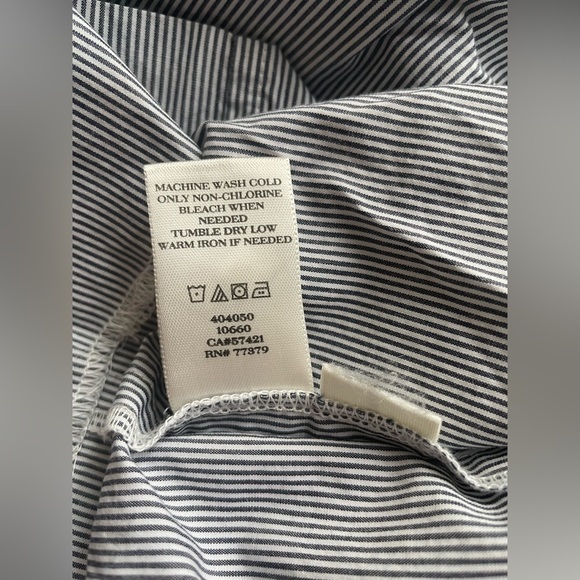 MACHINE WASH COLD
ONLY NON-CHLORINE
BLEACH WHEN
NEEDED
TUMBLE DRY LOW
WARM IRON IF NEEDED
404050
10660
CA#57421
RN# 77379